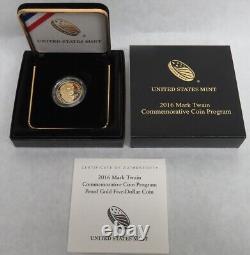 UNITED STATES MINT
UNITED STATES MINT
2016 Mark Twain
Commemorative Coin Program
CERTIFICATE OF AUTHENTICITY
2016 Mark Twain
Commemorative Coin Program
Proof Gold Five-Dollar Coin
UNITED STATES MINT